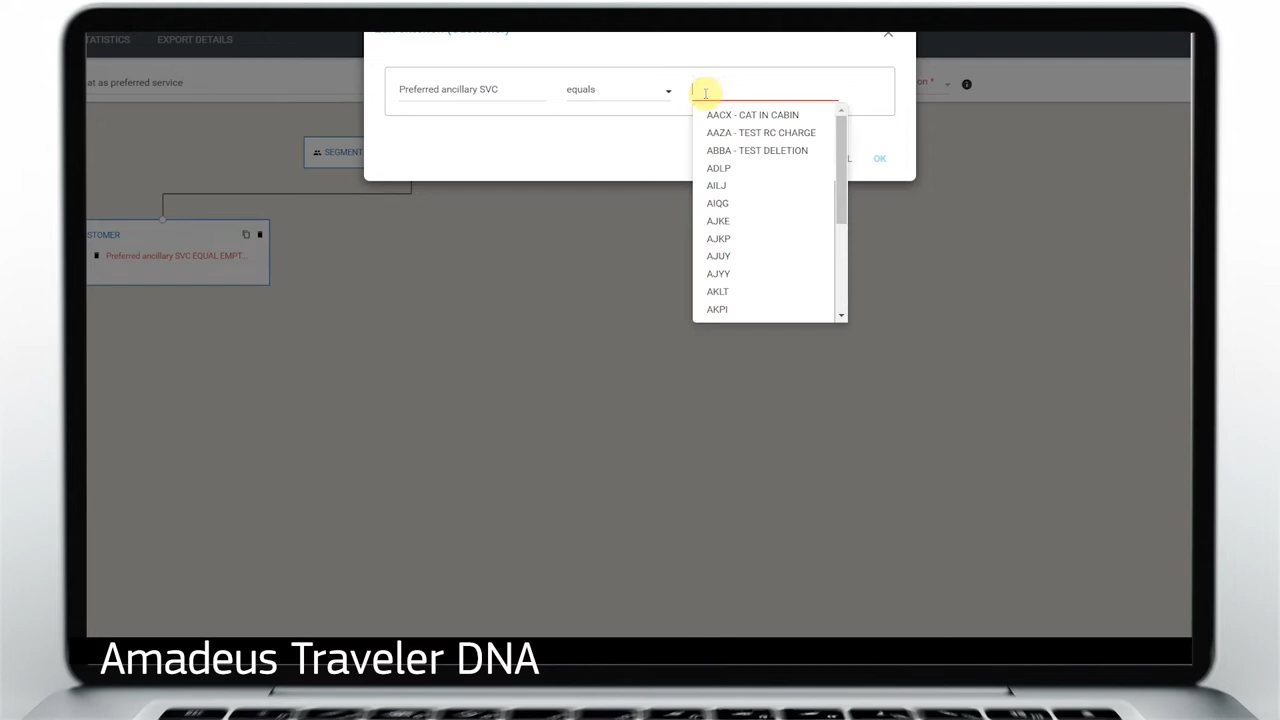 TATISTICS EXPORT DETAILS
at as preferred service
Preferred ancillary SVC equals
on *
AACX - CAT IN CABIN
AAZA - TEST RC CHARGE
ABBA - TEST DELETION
ADLP
AILJ
AIQG
AJKE
AJKP
AJUY
AJYY
AKLT
AKPI
L OK
SEGMENT
STOMER
Preferred ancillary SVC EQUAL EMPT...
Amadeus Traveler DNA